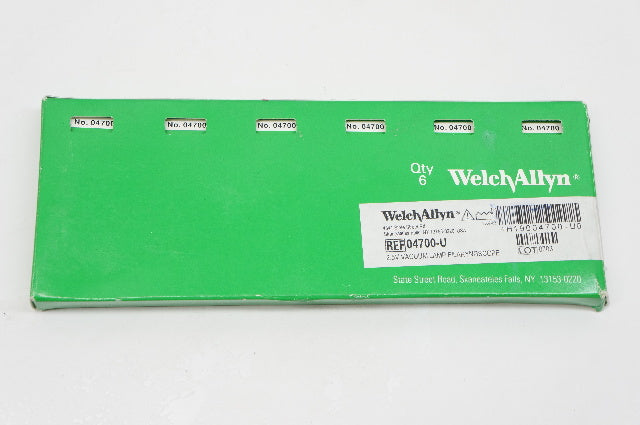 No. 04700 No. 04700 No. 04700 No. 04700 No. 04700 No. 04700
Qty
6
WelchAllyn®
WelchAllyn®
REF 04700-U
2.5V VACUUM LAMP
LOT
State Street Road, Skaneateles Falls, NY 13153-0220